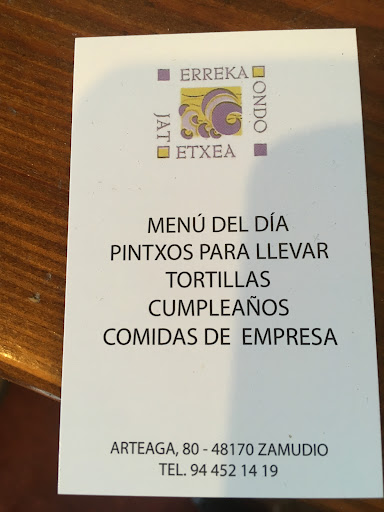 ERREKA
ONDO
JAT
ETXEA
MENÚ DEL DÍA
PINTXOS PARA LLEVAR
TORTILLAS
CUMPLEAÑOS
COMIDAS DE EMPRESA
ARTEAGA, 80 - 48170 ZAMUDIO
TEL. 94 452 14 19